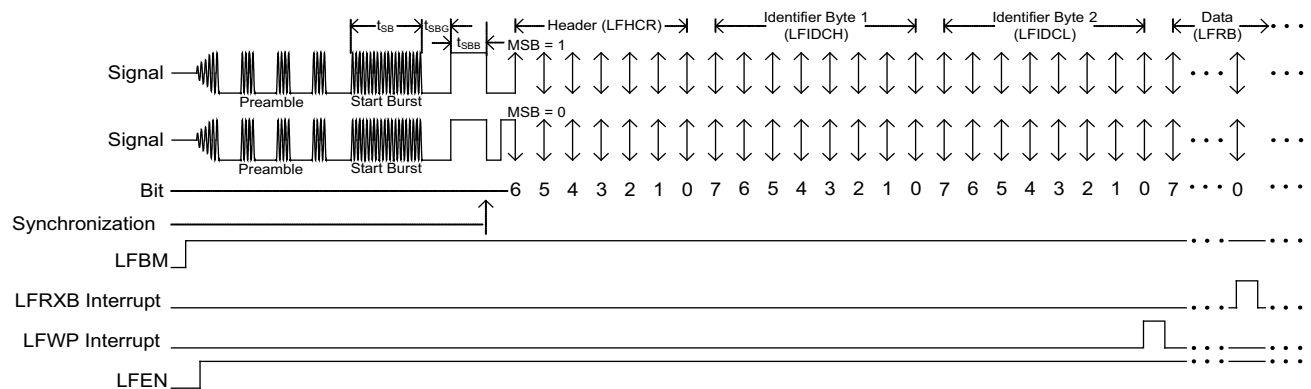 t_SB t_SBG t_SBB
Header (LFHCR)
Identifier Byte 1
(LFIDCH)
Identifier Byte 2
(LFIDCL)
Data
(LFRB)
• • •
MSB = 1
Signal
Preamble
Start Burst
• • • • • •
MSB = 0
Signal
Preamble
Start Burst
• • • • • •
Bit 6 5 4 3 2 1 0 7 6 5 4 3 2 1 0 7 6 5 4 3 2 1 0 7 • • • 0 • • •
Synchronization
LFBM • • • • • •
LFRXB Interrupt • • • • • •
LFWP Interrupt • • • • • •
LFEN • • • • • •